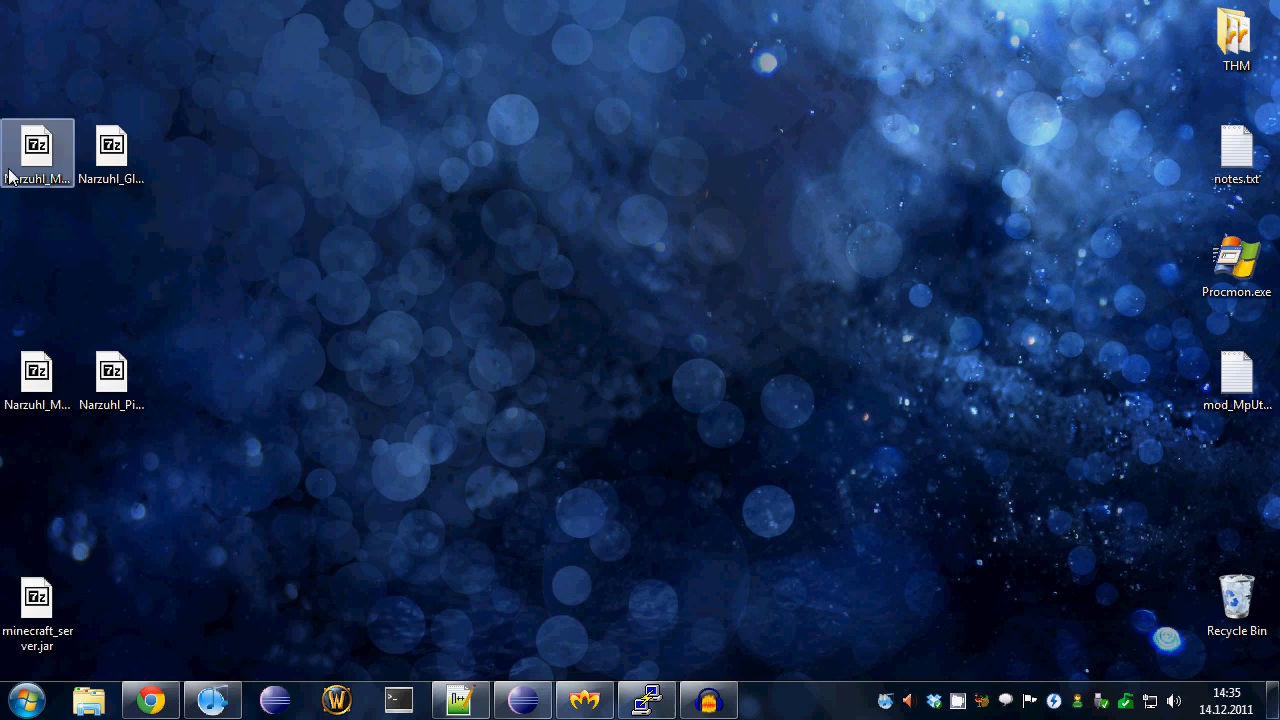 THM
Narzuhl_M...
Narzuhl_Gl...
notes.txt
Procmon.exe
Narzuhl_M...
Narzuhl_Pi...
mod_MpUt...
minecraft_ser
ver.jar
Recycle Bin
14:35
14.12.2011